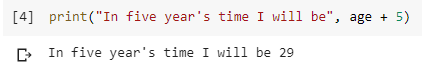 [4] print("In five year's time I will be", age + 5)
In five year's time I will be 29